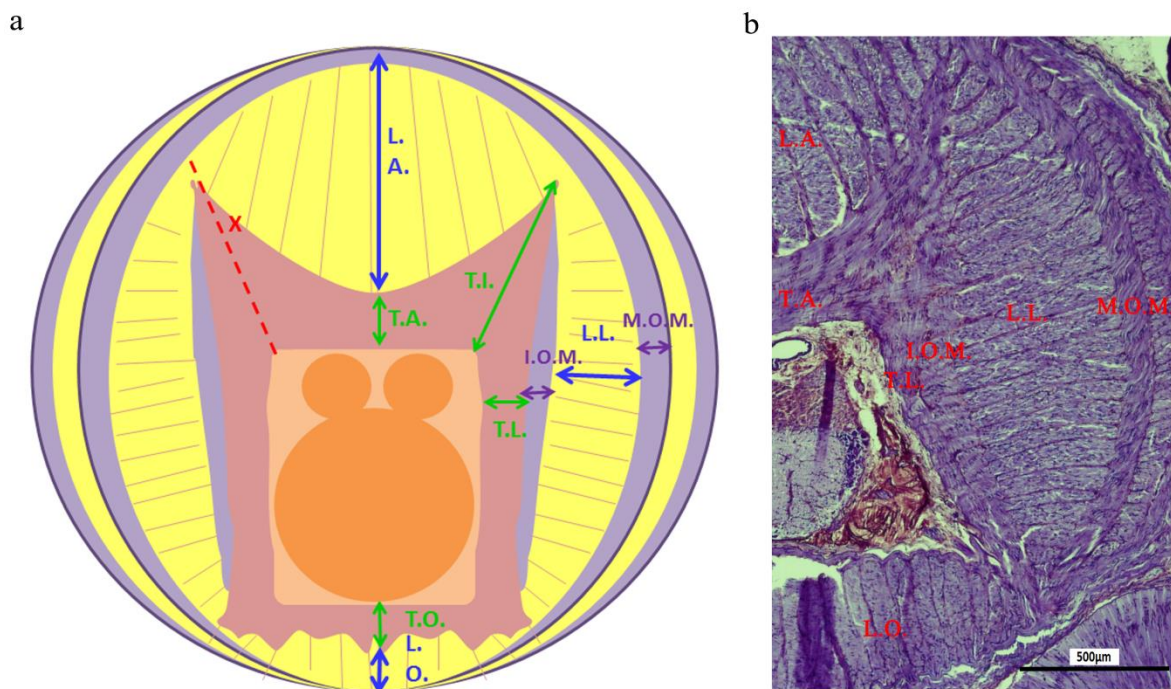 a
L.
A.
X
T.I.
T.A.
M.O.M.
L.L.
I.O.M.
T.L.
T.O.
L.
O.
b
L.A.
T.A.
L.L.
M.O.M
I.O.M.
T.L.
L.O.
500µm